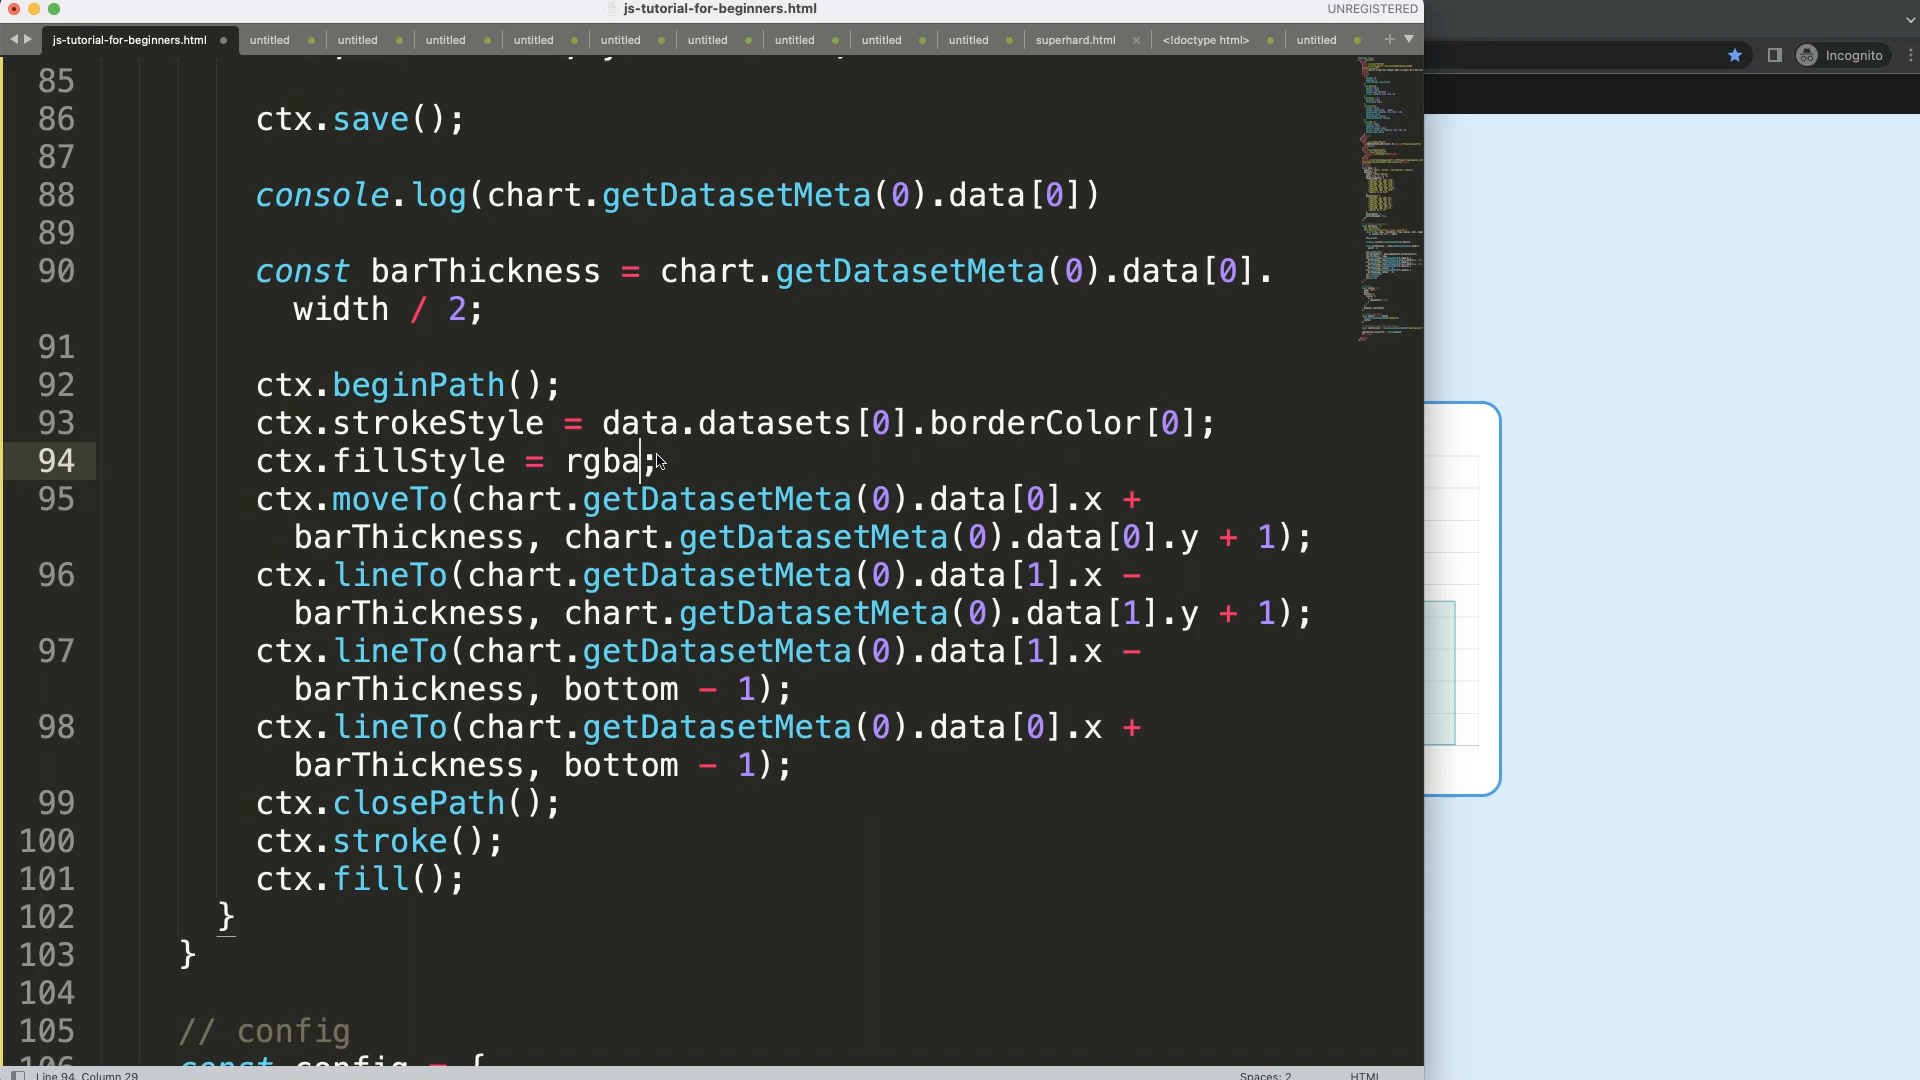 js-tutorial-for-beginners.html
UNREGISTERED
js-tutorial-for-beginners.html untitled untitled untitled untitled untitled untitled untitled untitled untitled superhard.html <!doctype html> untitled
Incognito
85
86 ctx.save();
87
88 console.log(chart.getDatasetMeta(0).data[0])
89
90 const barThickness = chart.getDatasetMeta(0).data[0].
width / 2;
91
92 ctx.beginPath();
93 ctx.strokeStyle = data.datasets[0].borderColor[0];
94 ctx.fillStyle = rgba;
95 ctx.moveTo(chart.getDatasetMeta(0).data[0].x +
barThickness, chart.getDatasetMeta(0).data[0].y + 1);
96 ctx.lineTo(chart.getDatasetMeta(0).data[1].x -
barThickness, chart.getDatasetMeta(0).data[1].y + 1);
97 ctx.lineTo(chart.getDatasetMeta(0).data[1].x -
barThickness, bottom - 1);
98 ctx.lineTo(chart.getDatasetMeta(0).data[0].x +
barThickness, bottom - 1);
99 ctx.closePath();
100 ctx.stroke();
101 ctx.fill();
102 }
103 }
104
105 // config
106 const config = {
Line 94, Column 29
Spaces: 2
HTML